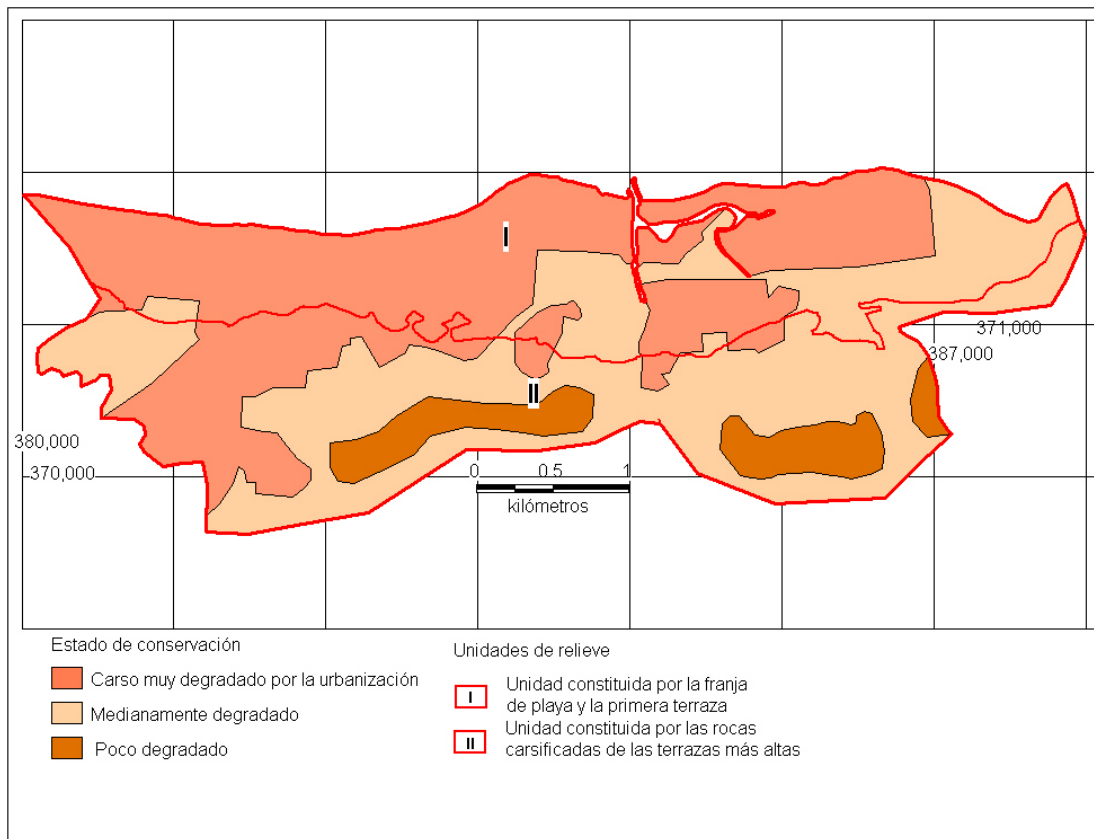 I
371,000
387,000
II
380,000
370,000
0 0.5 1
kilómetros
Estado de conservación
Carso muy degradado por la urbanización
Medianamente degradado
Poco degradado
Unidades de relieve
I
Unidad constituida por la franja
de playa y la primera terraza
II
Unidad constituida por las rocas
carsificadas de las terrazas más altas